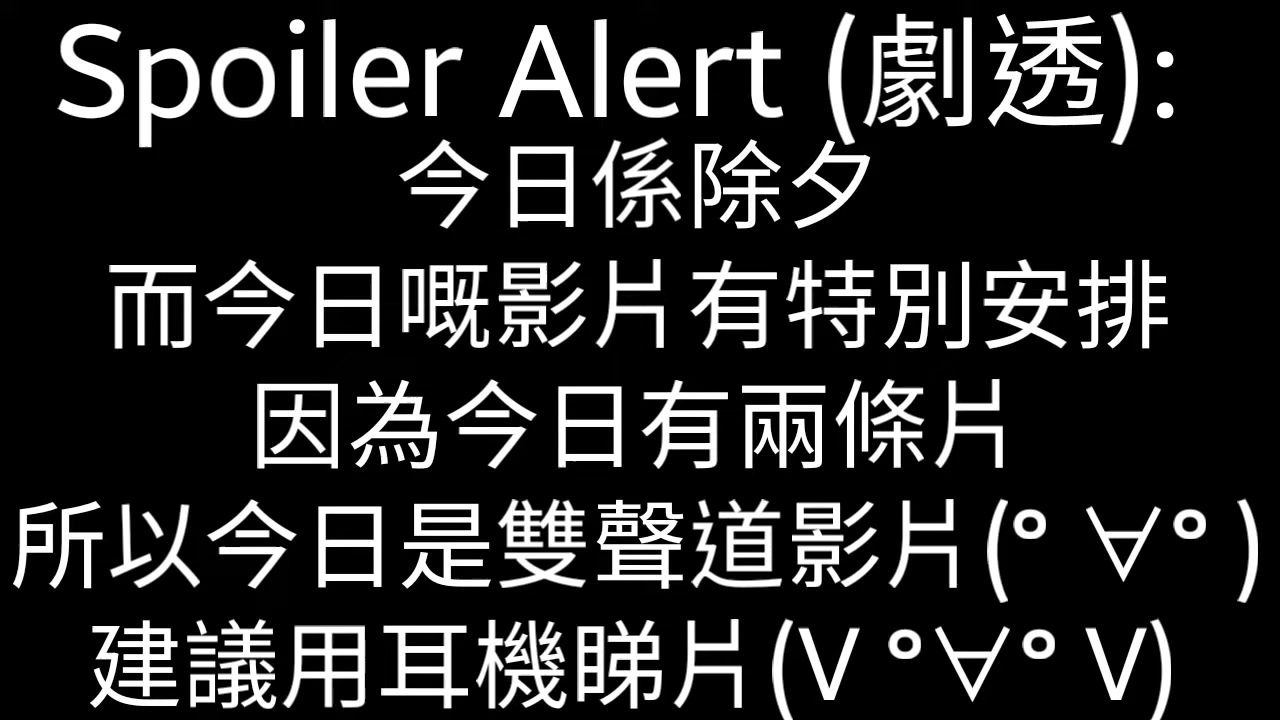 Spoiler Alert (劇透):
今日係除夕
而今日嘅影片有特別安排
因為今日有兩條片
所以今日是雙聲道影片(° ∀° )
建議用耳機睇片(V °∀° V)